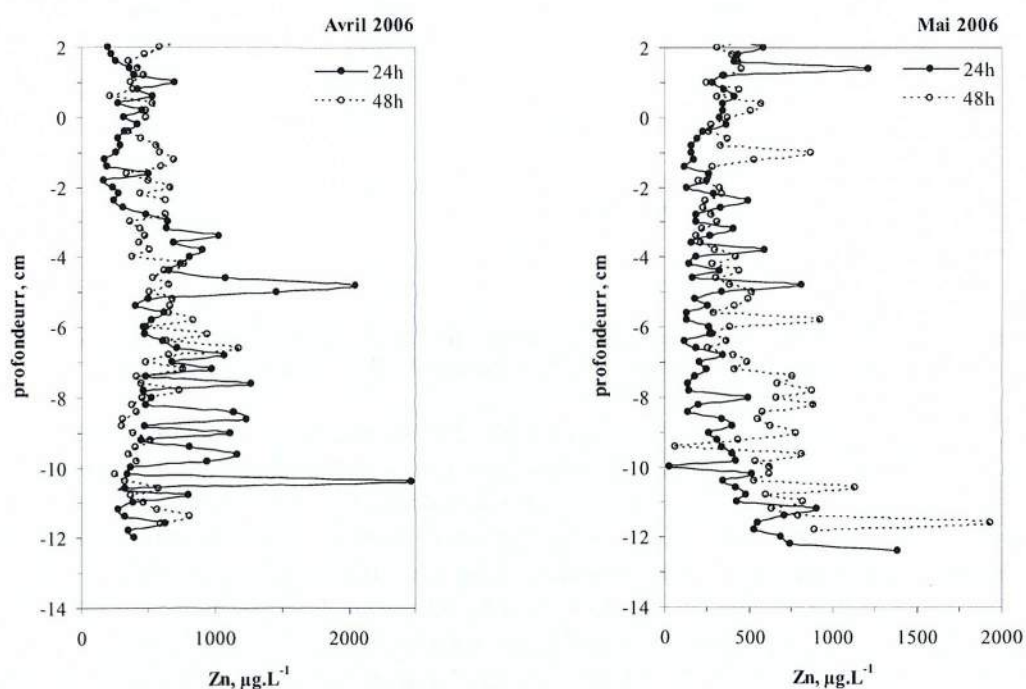 Avril 2006
2
0
-2
-4
-6
-8
-10
-12
-14
profondeurr, cm
24h
48h
0 1000 2000
Zn, µg.L-1
Mai 2006
2
0
-2
-4
-6
-8
-10
-12
-14
profondeurr, cm
24h
48h
0 500 1000 1500 2000
Zn, µg.L-1